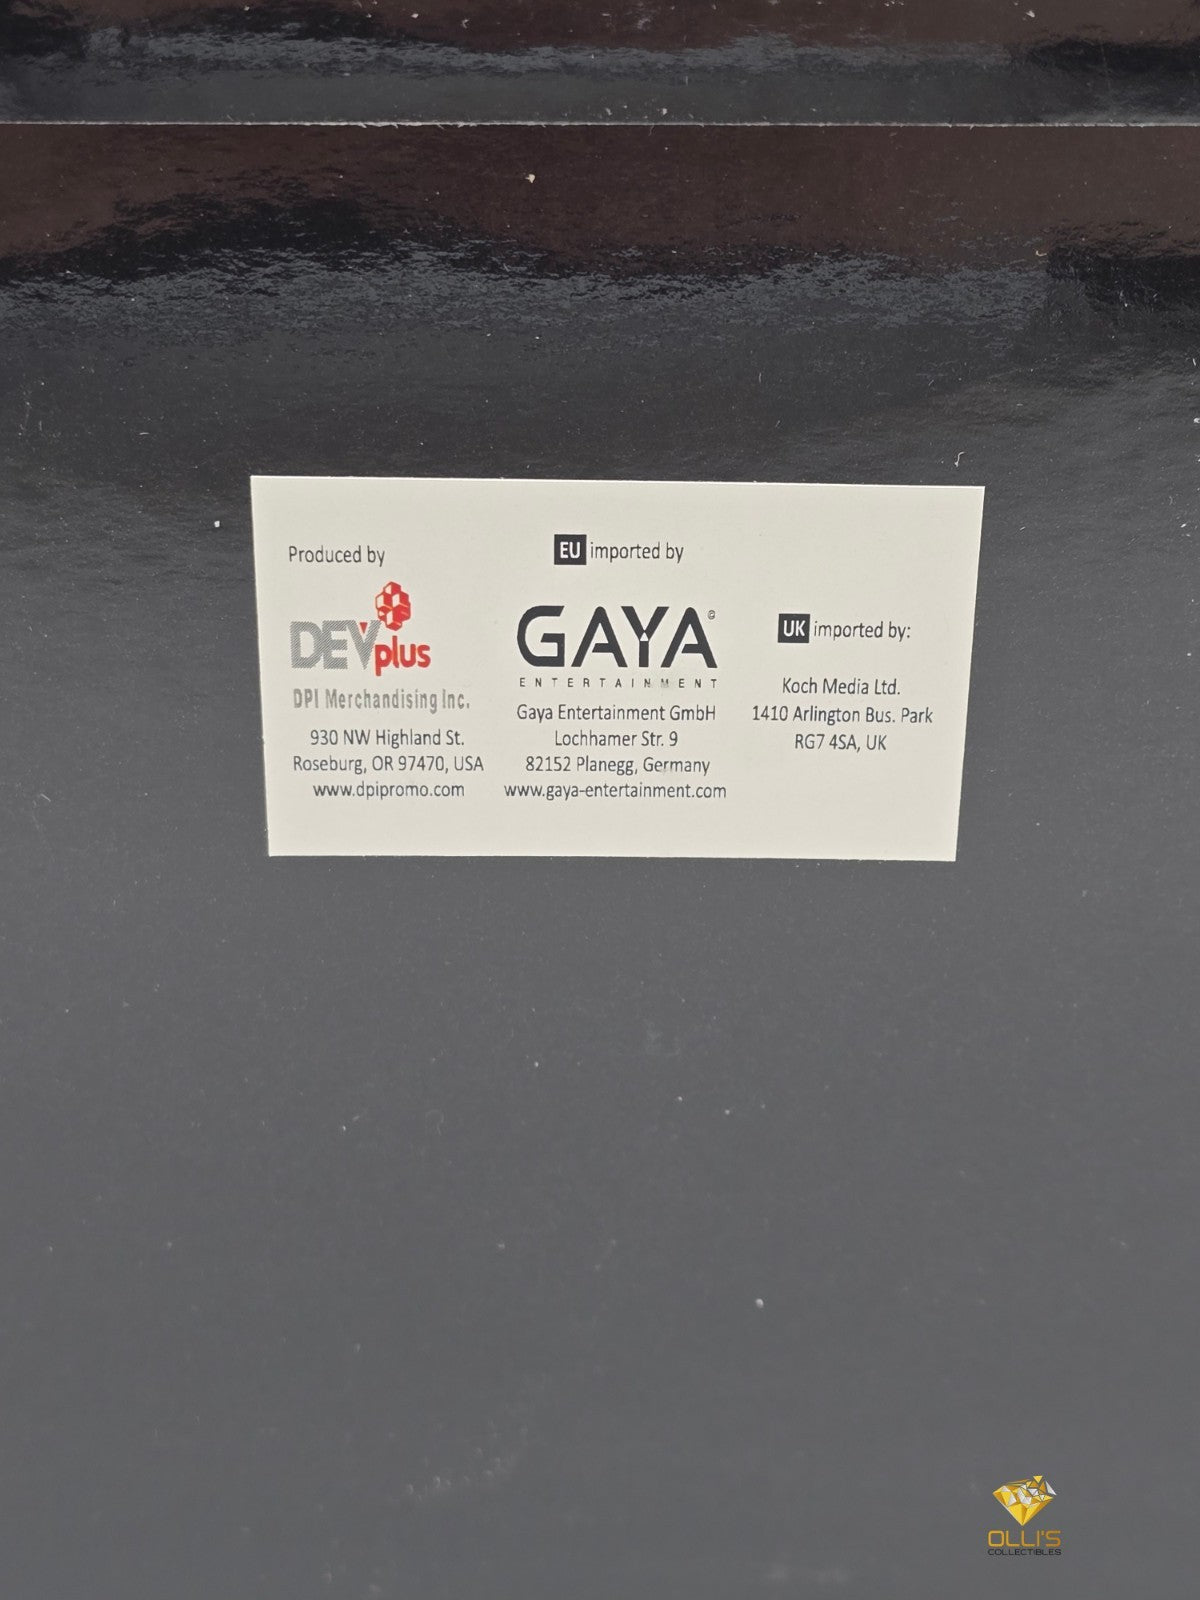 Produced by
DEVplus
DPI Merchandising Inc.
930 NW Highland St.
Roseburg, OR 97470, USA
www.dpipromo.com
EU imported by
GAYA©
ENTERTAINMENT
Gaya Entertainment GmbH
Lochhamer Str. 9
82152 Planegg, Germany
www.gaya-entertainment.com
UK imported by:
Koch Media Ltd.
1410 Arlington Bus. Park
RG7 4SA, UK
OLLI'S
COLLECTIBLES